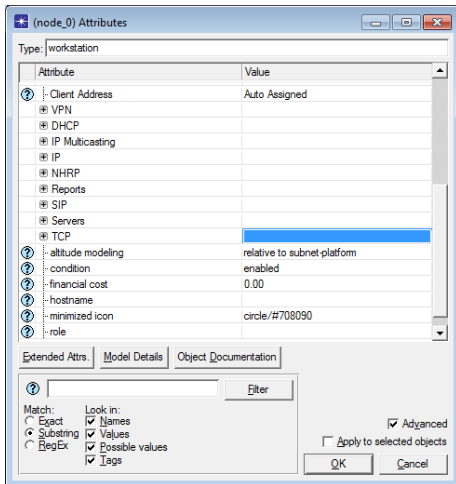 (node_0) Attributes
Type: workstation
Attribute Value
Client Address Auto Assigned
VPN
DHCP
IP Multicasting
IP
NHRP
Reports
SIP
Servers
TCP
altitude modeling relative to subnet-platform
condition enabled
financial cost 0.00
hostname
minimized icon circle/#708090
role
Extended Attrs. Model Details Object Documentation
Filter
Match: Look in:
Exact Names
Substring Values
RegEx Possible values
Tags
Advanced
Apply to selected objects
OK Cancel